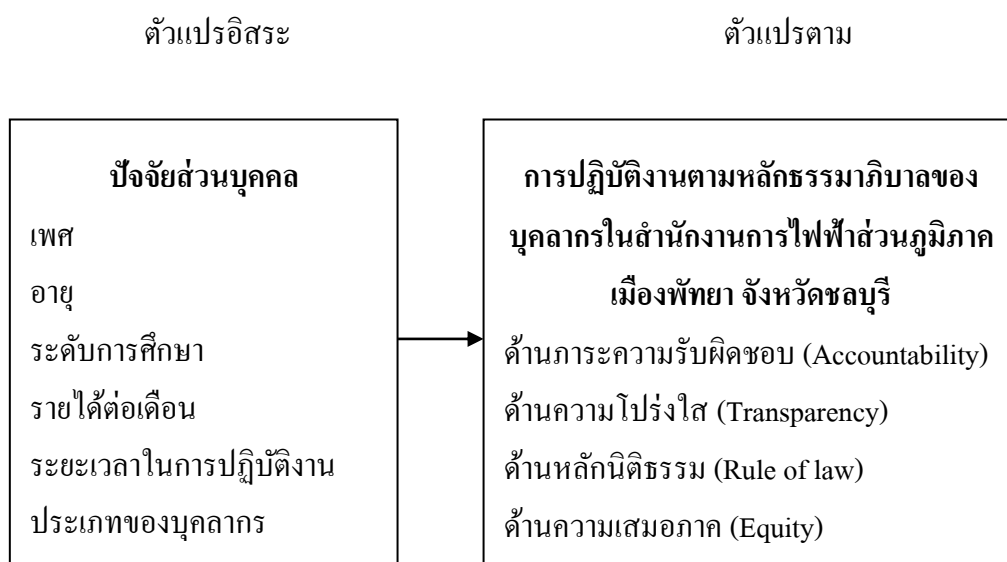 ตัวแปรอิสระ
ตัวแปรตาม
ปัจจัยส่วนบุคคล
เพศ
อายุ
ระดับการศึกษา
รายได้ต่อเดือน
ระยะเวลาในการปฏิบัติงาน
ประเภทของบุคลากร
การปฏิบัติงานตามหลักธรรมาภิบาลของ
บุคลากรในสำนักงานการไฟฟ้าส่วนภูมิภาค
เมืองพัทยา จังหวัดชลบุรี
ด้านภาระความรับผิดชอบ (Accountability)
ด้านความโปร่งใส (Transparency)
ด้านหลักนิติธรรม (Rule of law)
ด้านความเสมอภาค (Equity)